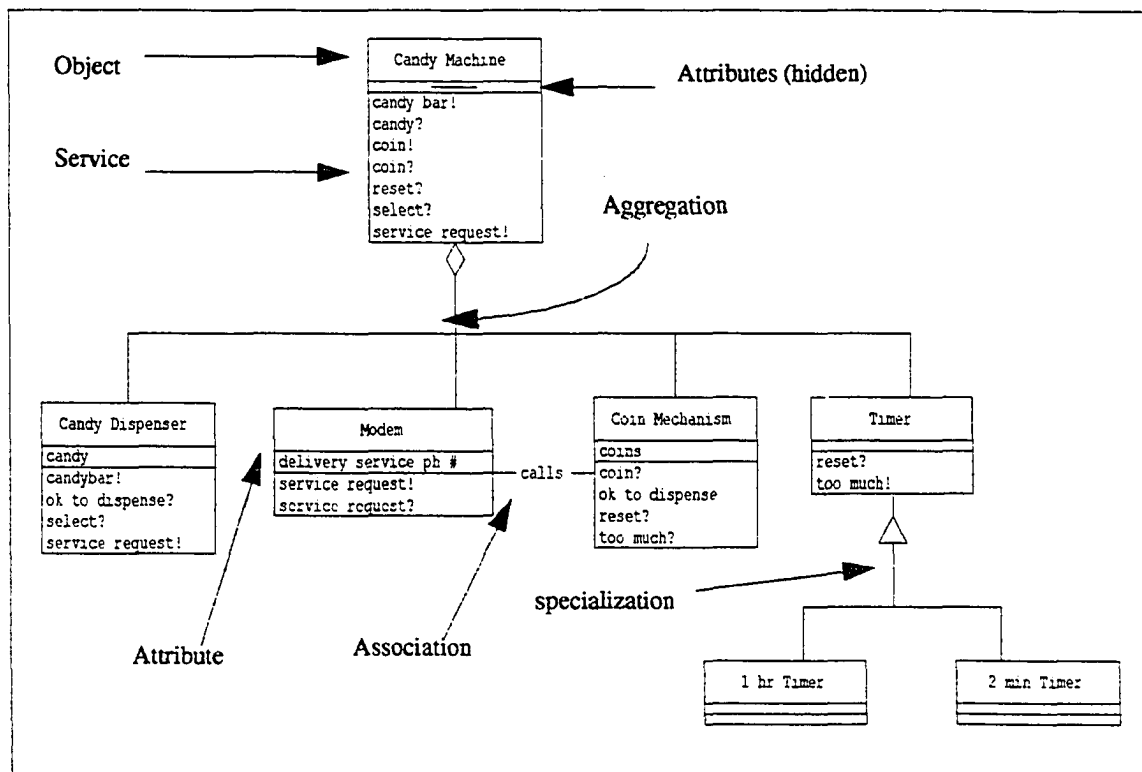 Object
Candy Machine
Attributes (hidden)
candy bar!
candy?
coin!
coin?
reset?
select?
service request!
Service
Aggregation
Candy Dispenser
candy
candybar!
ok to dispense?
select?
service request!
Modem
delivery service ph #
service request!
service request?
calls
Coin Mechanism
coins
coin?
ok to dispense
reset?
too much?
Timer
reset?
too much!
specialization
Attribute
Association
1 hr Timer
2 min Timer